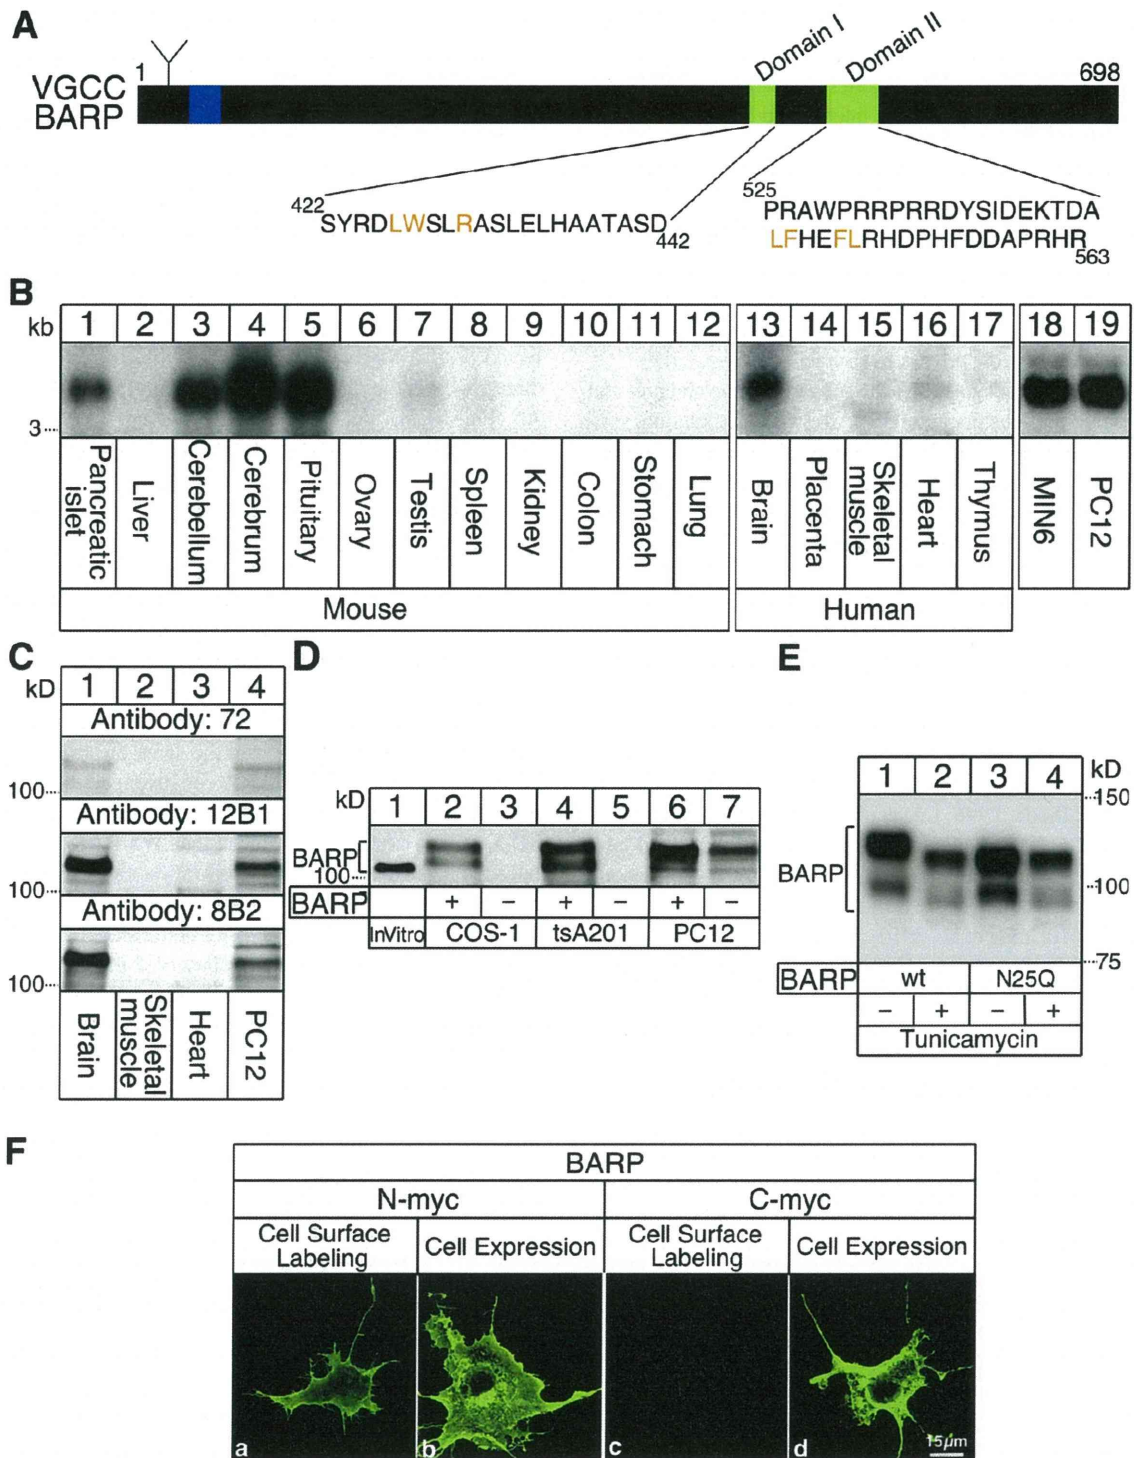 A
1
Domain I
Domain II
698
VGCC
BARP
422
SYRDLWSLRASLELHAATASD
442
525
PRAWPRRPRRDYSIDEKTDA
LFHEFLRHDPHFDDAPRHR
563
B
kb 1 2 3 4 5 6 7 8 9 10 11 12 13 14 15 16 17 18 19
3
Pancreatic islet
Liver
Cerebellum
Cerebrum
Pituitary
Ovary
Testis
Spleen
Kidney
Colon
Stomach
Lung
Brain
Placenta
Skeletal muscle
Heart
Thymus
MIN6
PC12
Mouse
Human
C
kD 1 2 3 4
Antibody: 72
100
Antibody: 12B1
100
Antibody: 8B2
100
Brain
Skeletal muscle
Heart
PC12
D
kD 1 2 3 4 5 6 7
BARP
100
BARP + − + − + −
InVitro COS-1 tsA201 PC12
E
1 2 3 4 kD
150
BARP
100
75
BARP wt N25Q
− + − +
Tunicamycin
F
BARP
N-myc C-myc
Cell Surface Labeling
Cell Expression
Cell Surface Labeling
Cell Expression
a b c d
15µm